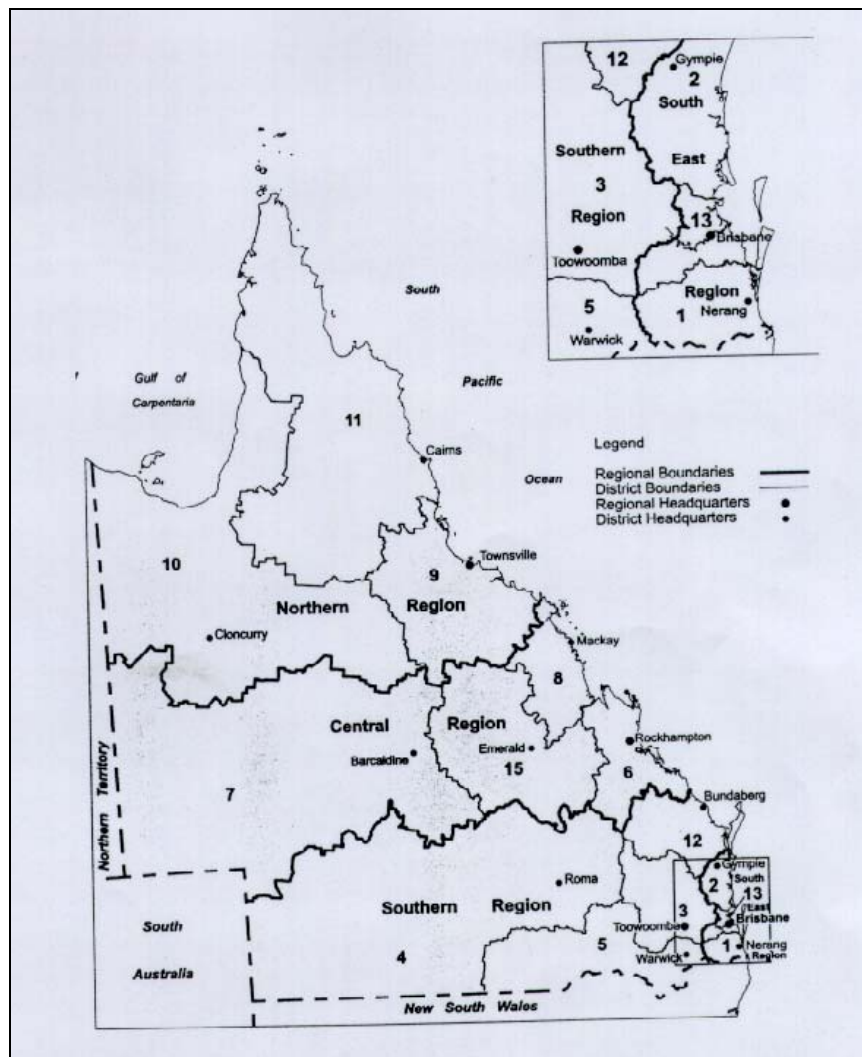 12
Gympie
2
South
Southern
East
3
Region
13
Brisbane
Toowoomba
Region
5
1
Nerang
Warwick
South
Gulf of
Carpentaria
Pacific
11
Legend
Cairns
Ocean
Regional Boundaries
District Boundaries
Regional Headquarters
District Headquarters
10
9
Townsville
Northern
Region
Cloncurry
Mackay
8
Central
Region
Rockhampton
Barcaldine
Emerald
15
6
7
Northern Territory
Bundaberg
12
Gympie
South
2
13
Roma
East
Southern
Region
3
Brisbane
Toowoomba
South
Australia
4
5
1
Nerang
Warwick
Region
New South Wales